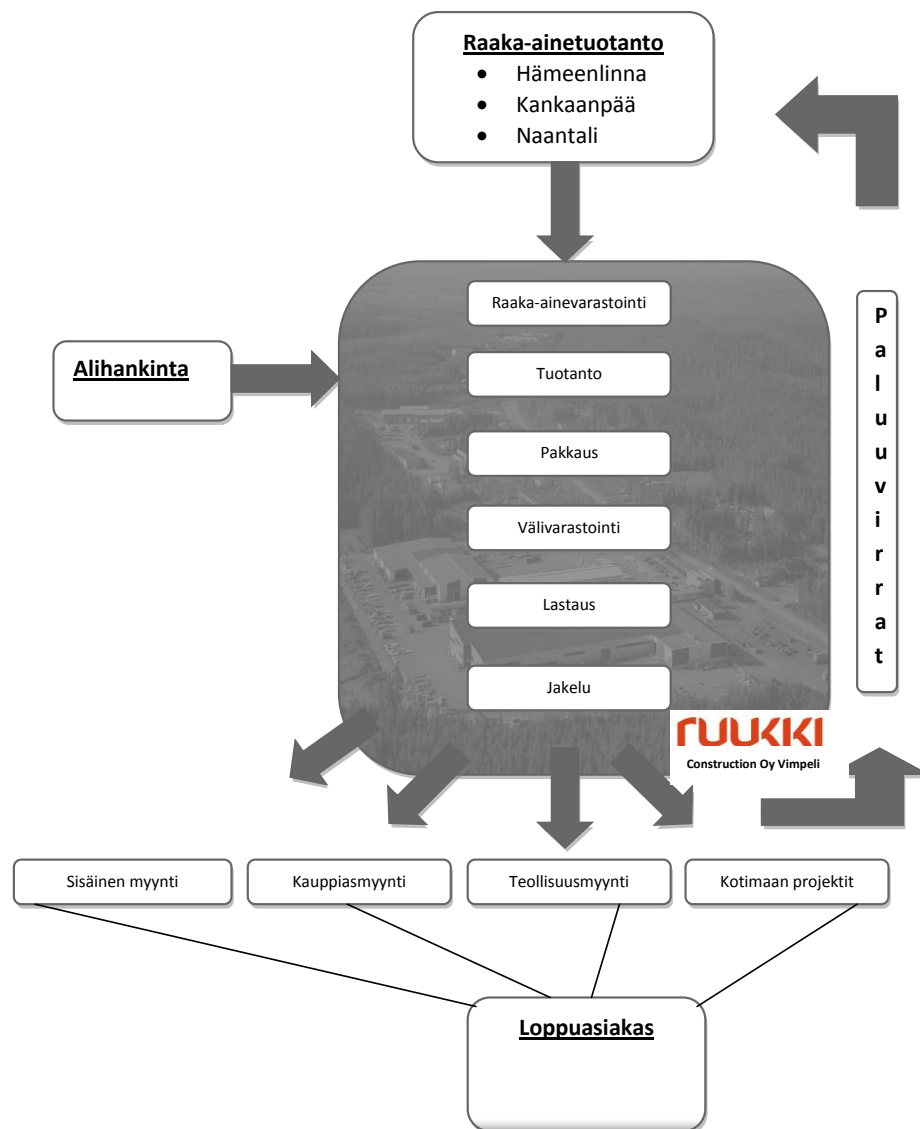 Raaka-ainetuotanto
• Hämeenlinna
• Kankaanpää
• Naantali
Raaka-ainevarastointi
Alihankinta
Tuotanto
Pakkaus
Välivarastointi
Lastaus
Jakelu
Paluuvirrat
ruukki
Construction Oy Vimpeli
Sisäinen myynti
Kauppiasmyynti
Teollisuusmyynti
Kotimaan projektit
Loppuasiakas